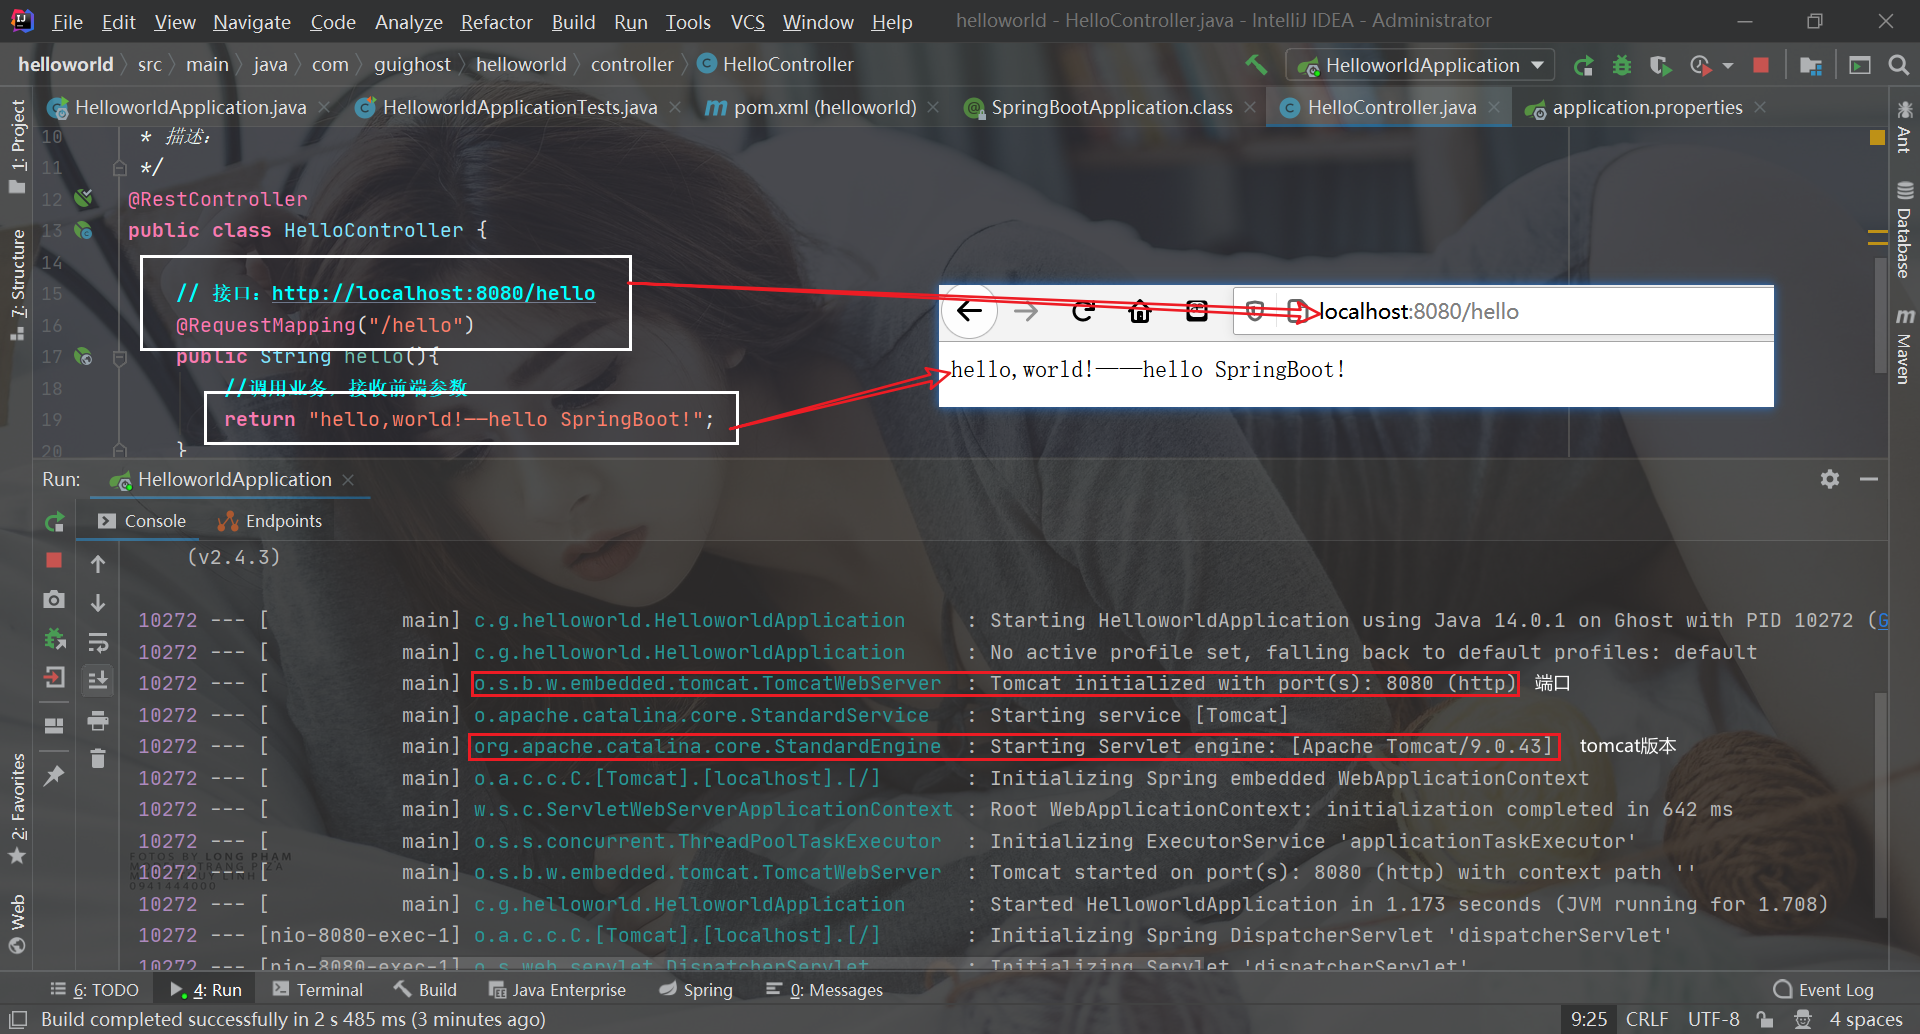 File Edit View Navigate Code Analyze Refactor Build Run Tools VCS Window Help helloworld - HelloController.java - IntelliJ IDEA - Administrator
helloworld src main java com guighost helloworld controller HelloController HelloworldApplication
HelloworldApplication.java HelloworldApplicationTests.java pom.xml (helloworld) SpringBootApplication.class HelloController.java application.properties
1: Project
7: Structure
2: Favorites
Web
Ant
Database
Maven
10 * 描述：
11 */
12 @RestController
13 public class HelloController {
14
15 // 接口：http://localhost:8080/hello
16 @RequestMapping("/hello")
17 public String hello(){
18 //调用业务，接收前端参数
19 return "hello,world!——hello SpringBoot!";
20 }
localhost:8080/hello
hello,world!——hello SpringBoot!
Run: HelloworldApplication
Console Endpoints
(v2.4.3)
10272 --- [ main] c.g.helloworld.HelloworldApplication : Starting HelloworldApplication using Java 14.0.1 on Ghost with PID 10272 (G
10272 --- [ main] c.g.helloworld.HelloworldApplication : No active profile set, falling back to default profiles: default
10272 --- [ main] o.s.b.w.embedded.tomcat.TomcatWebServer : Tomcat initialized with port(s): 8080 (http) 端口
10272 --- [ main] o.apache.catalina.core.StandardService : Starting service [Tomcat]
10272 --- [ main] org.apache.catalina.core.StandardEngine : Starting Servlet engine: [Apache Tomcat/9.0.43] tomcat版本
10272 --- [ main] o.a.c.c.C.[Tomcat].[localhost].[/] : Initializing Spring embedded WebApplicationContext
10272 --- [ main] w.s.c.ServletWebServerApplicationContext : Root WebApplicationContext: initialization completed in 642 ms
10272 --- [ main] o.s.s.concurrent.ThreadPoolTaskExecutor : Initializing ExecutorService 'applicationTaskExecutor'
FOTOS BY LONG PHAM
10272 --- [ main] o.s.b.w.embedded.tomcat.TomcatWebServer : Tomcat started on port(s): 8080 (http) with context path ''
0941444000
10272 --- [ main] c.g.helloworld.HelloworldApplication : Started HelloworldApplication in 1.173 seconds (JVM running for 1.708)
10272 --- [nio-8080-exec-1] o.a.c.c.C.[Tomcat].[localhost].[/] : Initializing Spring DispatcherServlet 'dispatcherServlet'
10272 --- [nio-8080-exec-1] o.s.web.servlet.DispatcherServlet : Initializing Servlet 'dispatcherServlet'
6: TODO 4: Run Terminal Build Java Enterprise Spring 0: Messages Event Log
Build completed successfully in 2 s 485 ms (3 minutes ago) 9:25 CRLF UTF-8 4 spaces